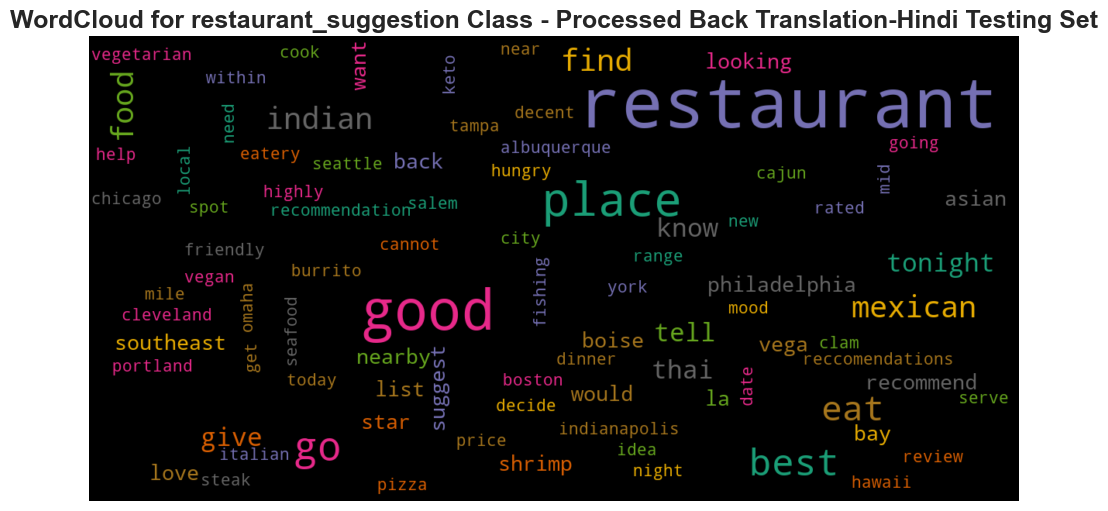 WordCloud for restaurant_suggestion Class - Processed Back Translation-Hindi Testing Set
vegetarian
cook
want
near
find
looking
within
keto
food
restaurant
need
indian
decent
tampa
going
help
local
eatery
seattle
back
albuquerque
hungry
cajun
mid
chicago
highly
spot
recommendation
salem
place
know
new
rated
asian
friendly
cannot
city
range
tonight
vegan
burrito
fishing
york
philadelphia
mile
cleveland
get
omaha
seafood
good
mood
mexican
southeast
portland
nearby
suggest
boise
tell
vega
clam
dinner
reccomendations
today
list
boston
would
thai
date
la
recommend
serve
star
decide
eat
give
go
price
indianapolis
bay
italian
idea
love
steak
shrimp
night
best
review
pizza
hawaii